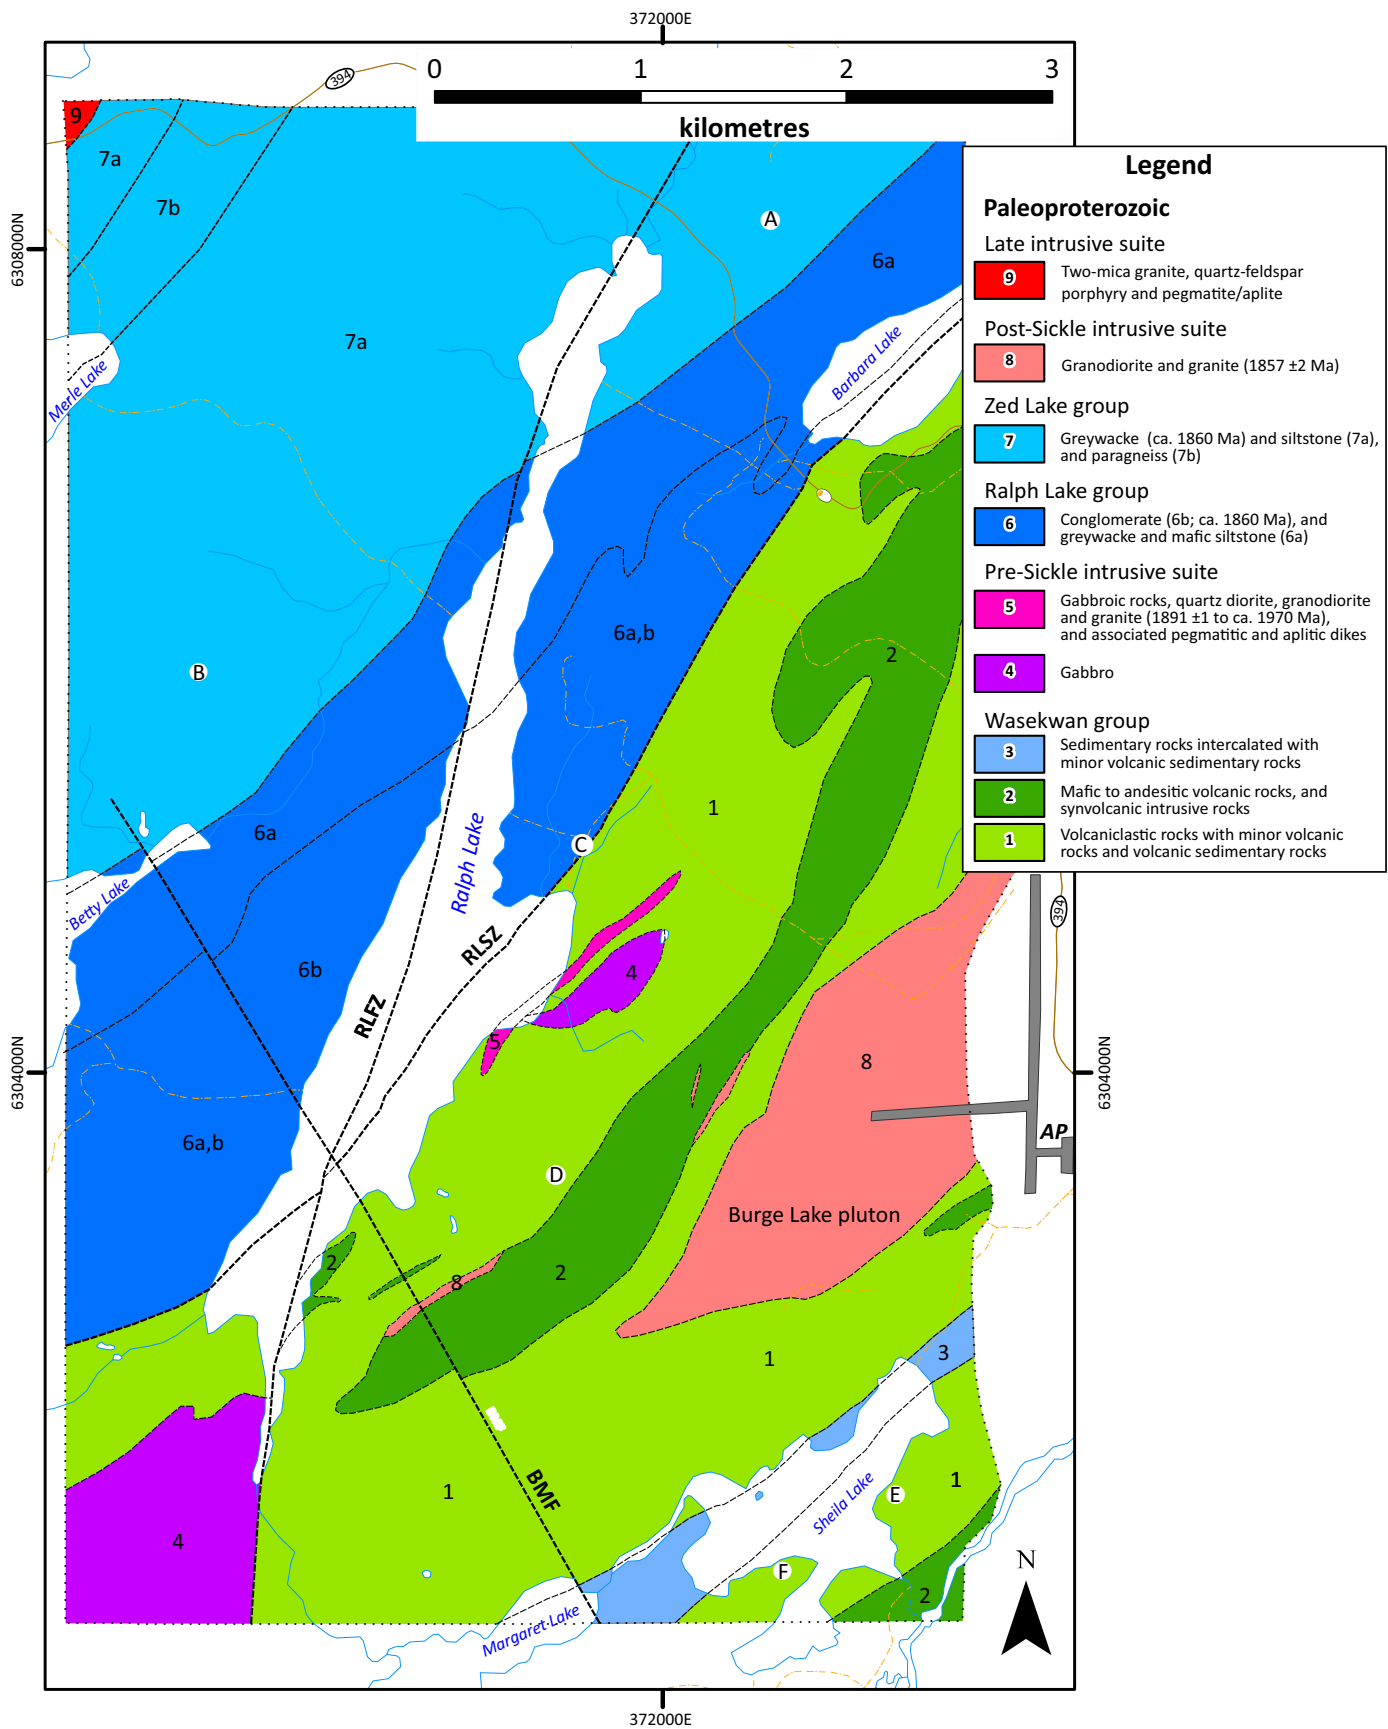 372000E
0 1 2 3
kilometres
394
9
7a
7b
A
6308000N
6a
7a
Barbara Lake
Merle Lake
6a,b
2
B
1
6a
Ralph Lake
C
Betty Lake
RLSZ
6b
4
RLFZ
5
8
6304000N
6304000N
394
AP
6a,b
D
Burge Lake pluton
2
8
2
1
3
1
BMF
1
E
Sheila Lake
4
F
2
Margaret Lake
N
372000E
Legend
Paleoproterozoic
Late intrusive suite
9 Two-mica granite, quartz-feldspar
porphyry and pegmatite/aplite
Post-Sickle intrusive suite
8 Granodiorite and granite (1857 ±2 Ma)
Zed Lake group
7 Greywacke (ca. 1860 Ma) and siltstone (7a),
and paragneiss (7b)
Ralph Lake group
6 Conglomerate (6b; ca. 1860 Ma), and
greywacke and mafic siltstone (6a)
Pre-Sickle intrusive suite
5 Gabbroic rocks, quartz diorite, granodiorite
and granite (1891 ±1 to ca. 1970 Ma),
and associated pegmatitic and aplitic dikes
4 Gabbro
Wasekwan group
3 Sedimentary rocks intercalated with
minor volcanic sedimentary rocks
2 Mafic to andesitic volcanic rocks, and
synvolcanic intrusive rocks
1 Volcaniclastic rocks with minor volcanic
rocks and volcanic sedimentary rocks